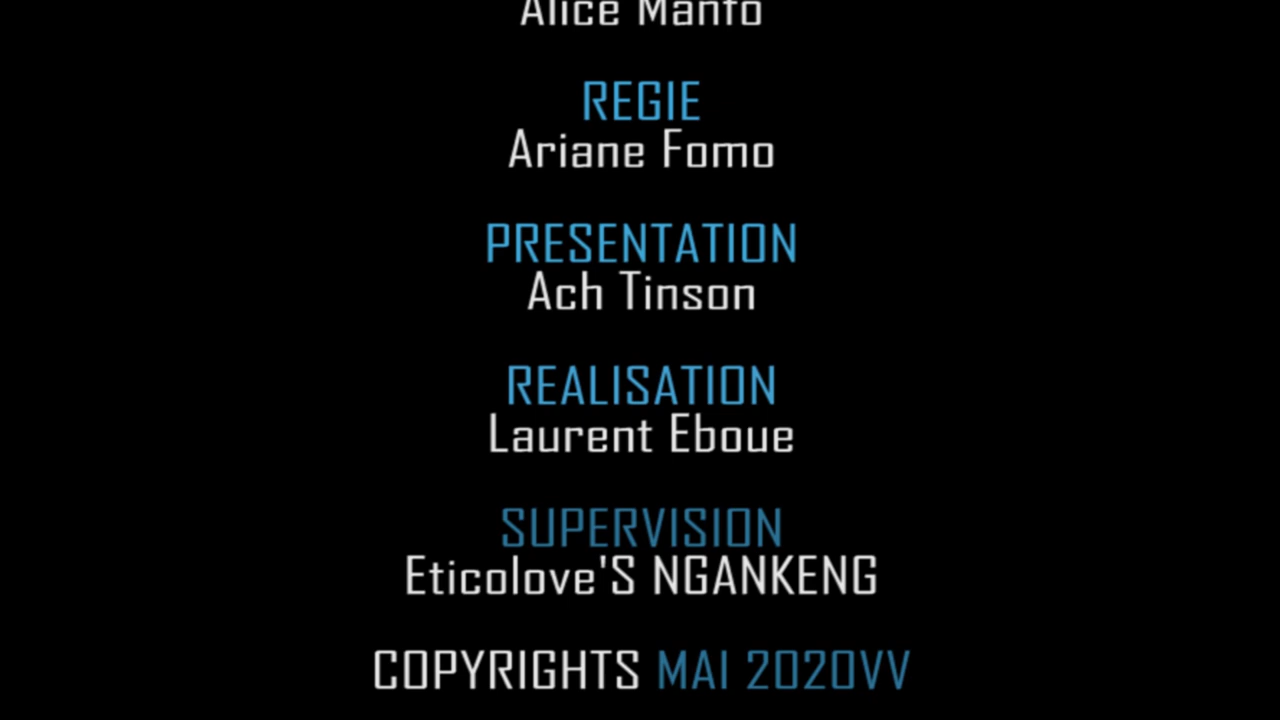 Alice Manfo
REGIE
Ariane Fomo
PRESENTATION
Ach Tinson
REALISATION
Laurent Eboue
SUPERVISION
Eticolove'S NGANKENG
COPYRIGHTS MAI 2020VV